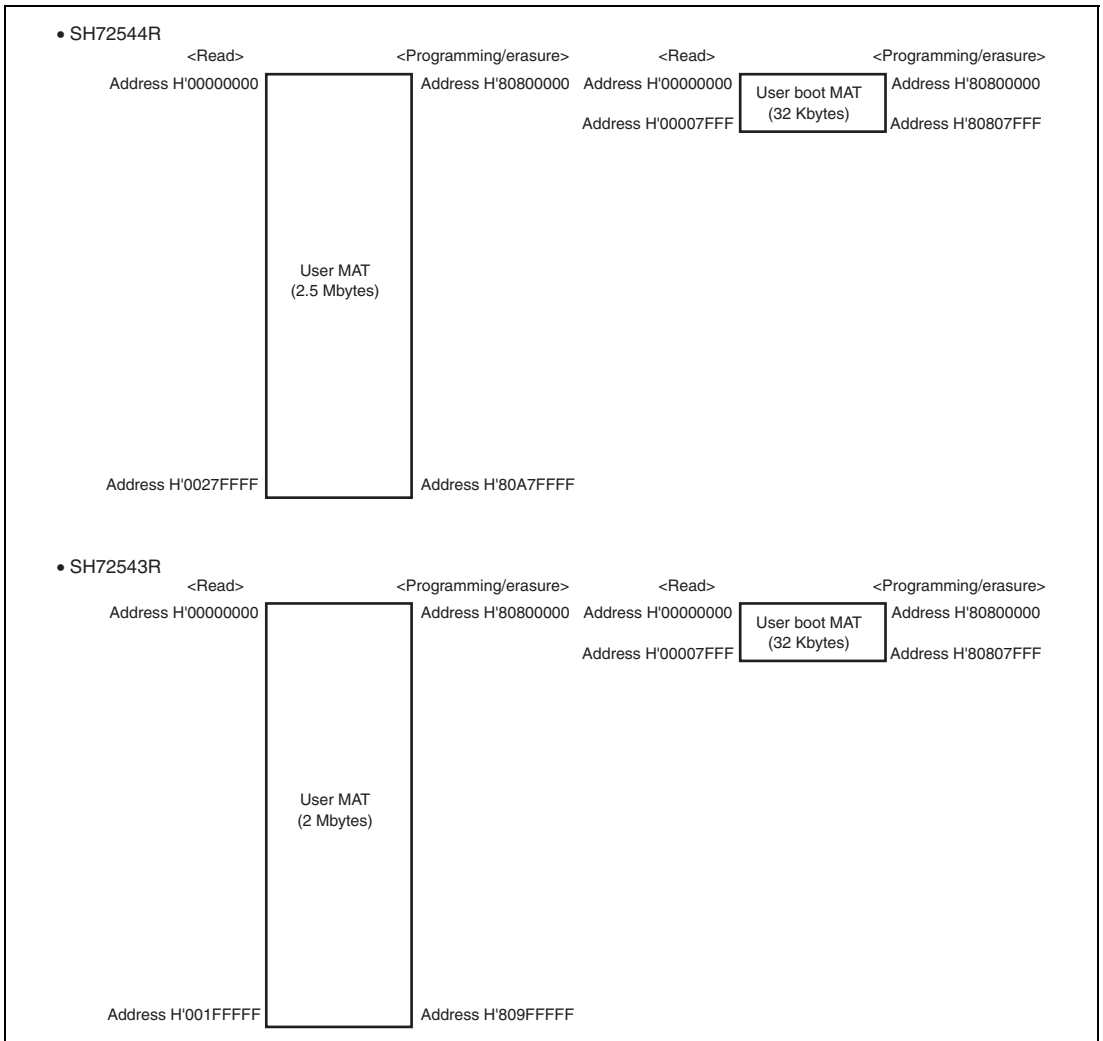 • SH72544R
<Read> <Programming/erasure> <Read> <Programming/erasure>
Address H'00000000 Address H'80800000 Address H'00000000 User boot MAT Address H'80800000
(32 Kbytes)
Address H'00007FFF Address H'80807FFF
User MAT
(2.5 Mbytes)
Address H'0027FFFF Address H'80A7FFFF
• SH72543R
<Read> <Programming/erasure> <Read> <Programming/erasure>
Address H'00000000 Address H'80800000 Address H'00000000 User boot MAT Address H'80800000
(32 Kbytes)
Address H'00007FFF Address H'80807FFF
User MAT
(2 Mbytes)
Address H'001FFFFF Address H'809FFFFF